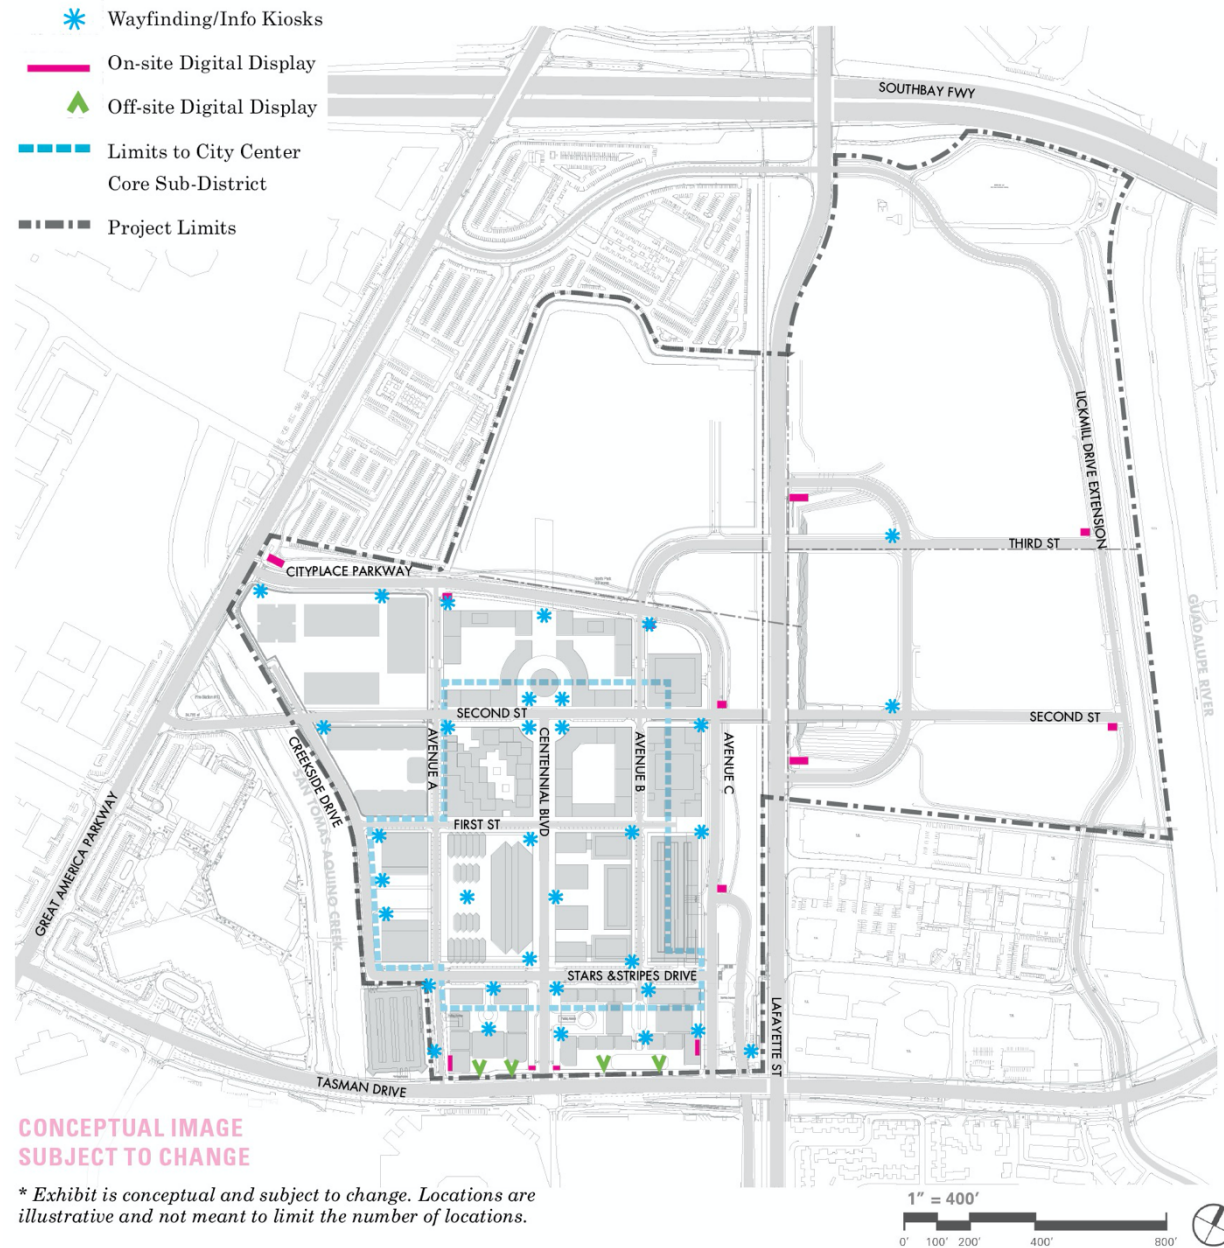 Wayfinding/Info Kiosks
On-site Digital Display
Off-site Digital Display
Limits to City Center
Core Sub-District
Project Limits
SOUTHBAY FWY
LICKMILL DRIVE EXTENSION
THIRD ST
CITYPLACE PARKWAY
GUADALUPE RIVER
SECOND ST
SECOND ST
AVENUE A
CENTENNIAL BLVD
AVENUE B
AVENUE C
CREEKSIDE DRIVE
SAN TOMAS AQUINO CREEK
GREAT AMERICA PARKWAY
FIRST ST
STARS &STRIPES DRIVE
LAFAYETTE ST
TASMAN DRIVE
CONCEPTUAL IMAGE
SUBJECT TO CHANGE
* Exhibit is conceptual and subject to change. Locations are
illustrative and not meant to limit the number of locations.
1" = 400'
0' 100' 200' 400' 800'